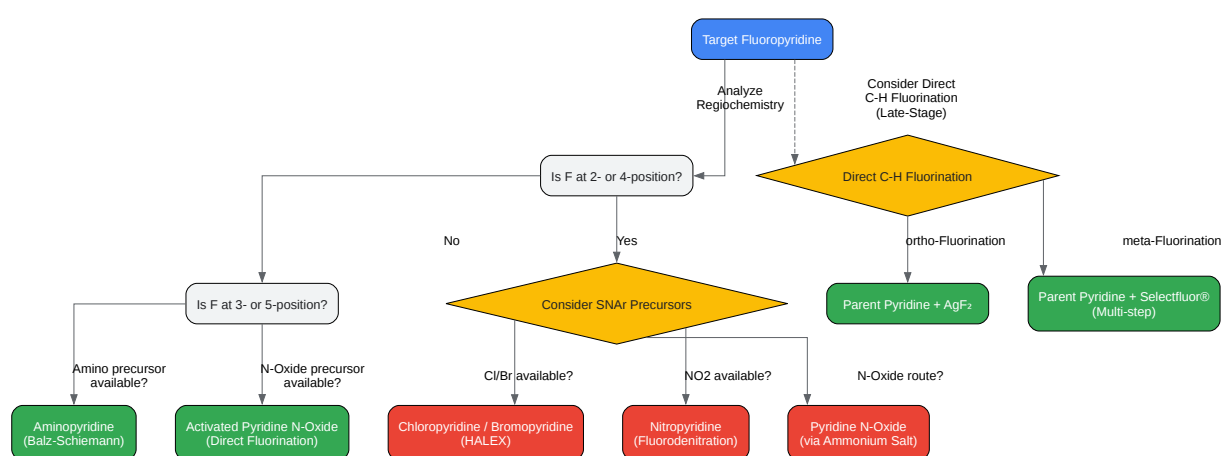 Target Fluoropyridine
Analyze
Regiochemistry
Consider Direct
C-H Fluorination
(Late-Stage)
Is F at 2- or 4-position?
Direct C-H Fluorination
No
Yes
ortho-Fluorination
meta-Fluorination
Is F at 3- or 5-position?
Consider SNAr Precursors
Parent Pyridine + AgF₂
Parent Pyridine + Selectfluor®
(Multi-step)
Amino precursor
available?
N-Oxide precursor
available?
Cl/Br available?
NO2 available?
N-Oxide route?
Aminopyridine
(Balz-Schiemann)
Activated Pyridine N-Oxide
(Direct Fluorination)
Chloropyridine / Bromopyridine
(HALEX)
Nitropyridine
(Fluorodenitration)
Pyridine N-Oxide
(via Ammonium Salt)